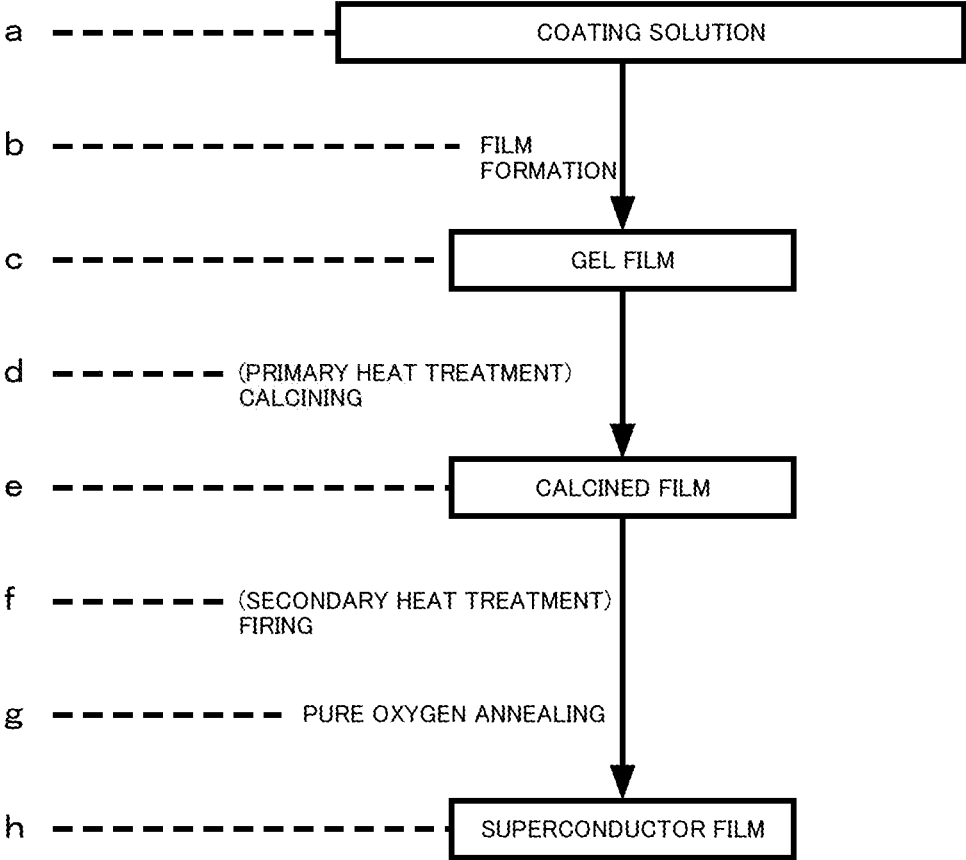 a COATING SOLUTION
b FILM
FORMATION
c GEL FILM
d (PRIMARY HEAT TREATMENT)
CALCINING
e CALCINED FILM
f (SECONDARY HEAT TREATMENT)
FIRING
g PURE OXYGEN ANNEALING
h SUPERCONDUCTOR FILM